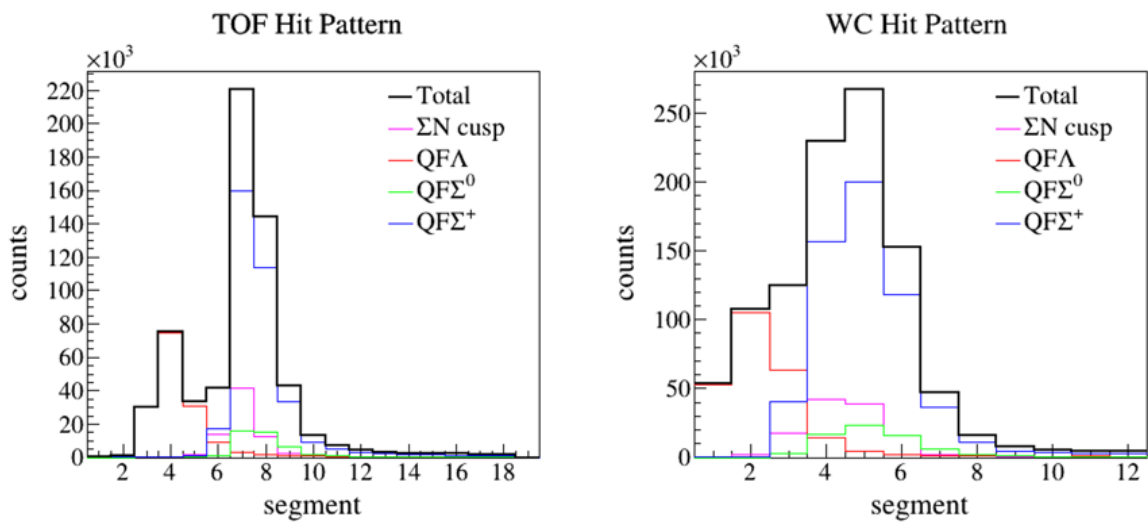 TOF Hit Pattern
×10³
220
200
180
160
140
120
100
80
60
40
20
0
counts
2 4 6 8 10 12 14 16 18
segment
Total
ΣN cusp
QFΛ
QFΣ⁰
QFΣ⁺
WC Hit Pattern
×10³
250
200
150
100
50
0
counts
2 4 6 8 10 12
segment
Total
ΣN cusp
QFΛ
QFΣ⁰
QFΣ⁺